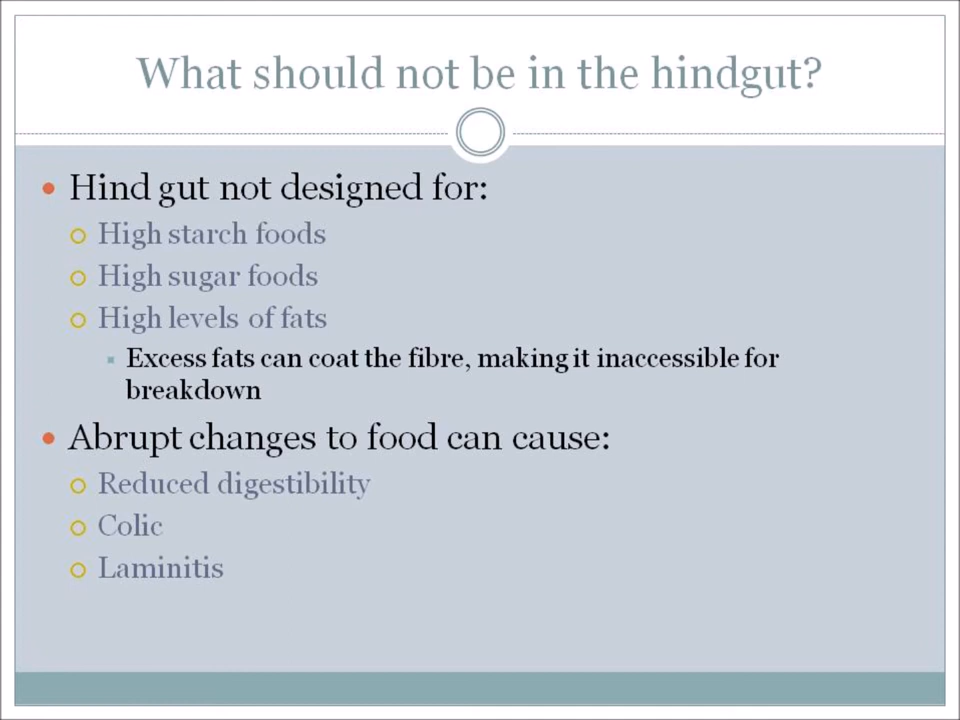 What should not be in the hindgut?
Hind gut not designed for:
High starch foods
High sugar foods
High levels of fats
Excess fats can coat the fibre, making it inaccessible for
breakdown
Abrupt changes to food can cause:
Reduced digestibility
Colic
Laminitis